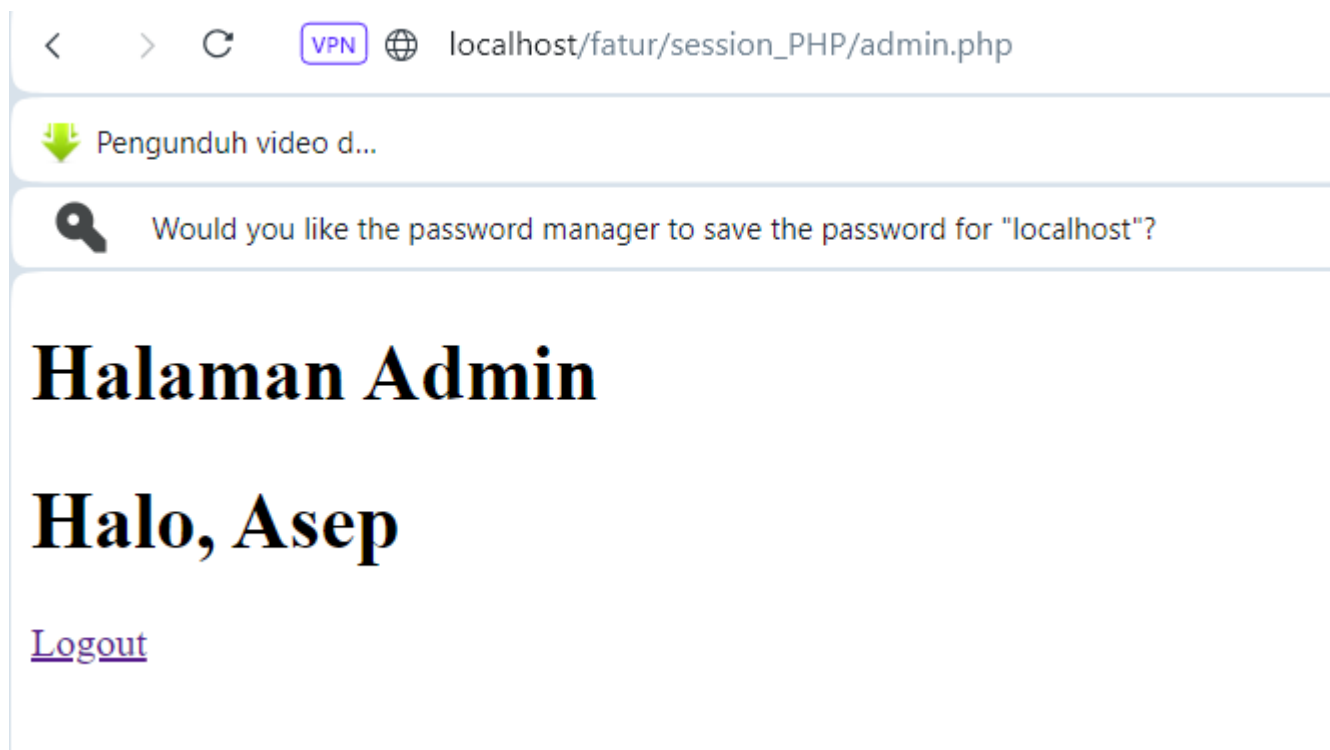 VPN localhost/fatur/session_PHP/admin.php
Pengunduh video d...
Would you like the password manager to save the password for "localhost"?
Halaman Admin
Halo, Asep
Logout